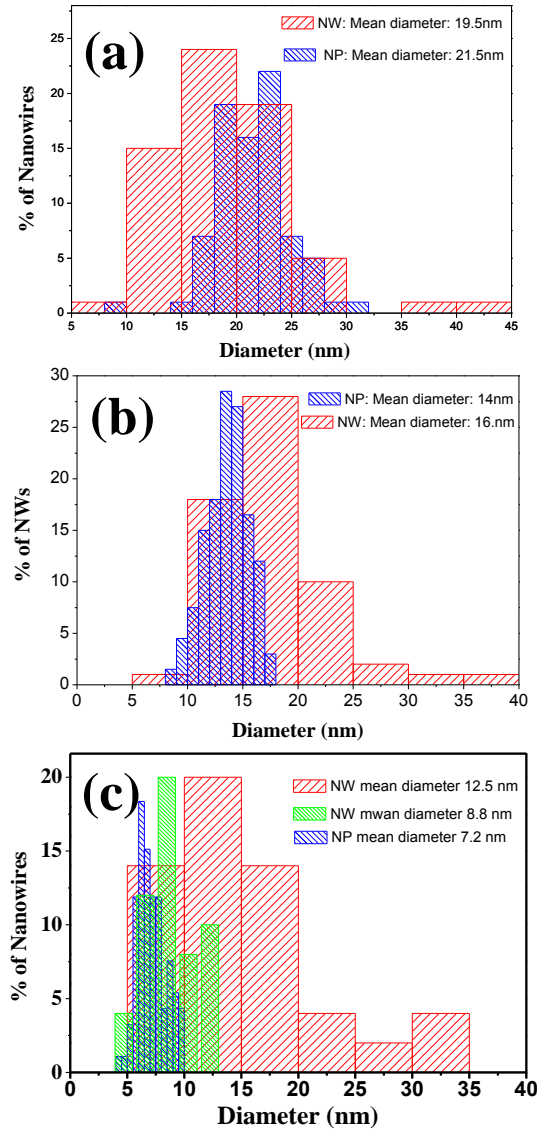 (a)
NW: Mean diameter: 19.5nm
NP: Mean diameter: 21.5nm
% of Nanowires
25
20
15
10
5
0
5 10 15 20 25 30 35 40 45
Diameter (nm)
(b)
NP: Mean diameter: 14nm
NW: Mean diameter: 16.nm
% of NWs
30
25
20
15
10
5
0
0 5 10 15 20 25 30 35 40
Diameter (nm)
(c)
NW mean diameter 12.5 nm
NW mwan diameter 8.8 nm
NP mean diameter 7.2 nm
% of Nanowires
20
15
10
5
0
0 5 10 15 20 25 30 35 40
Diameter (nm)